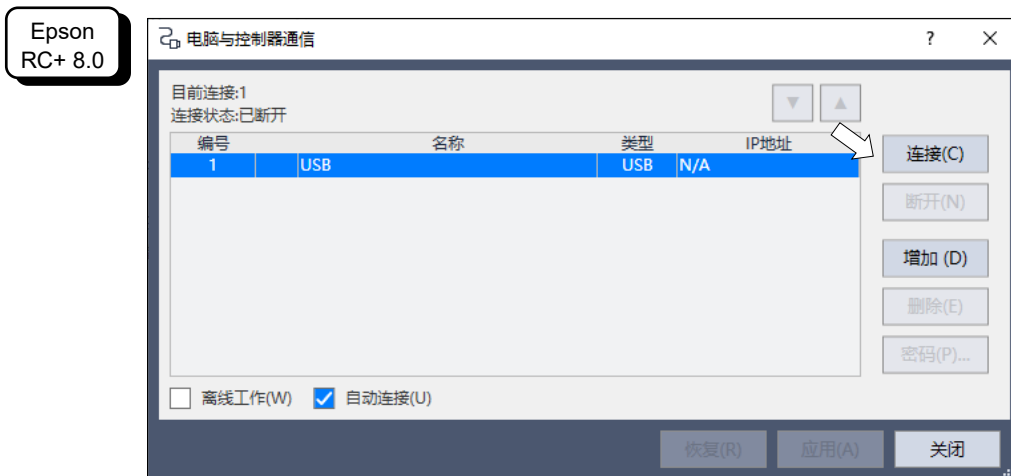 Epson
RC+ 8.0
电脑与控制器通信
目前连接:1
连接状态:已断开
编号 名称 类型 IP地址
1 USB USB N/A
连接(C)
断开(N)
增加 (D)
删除(E)
密码(P)...
离线工作(W) 自动连接(U)
恢复(R) 应用(A) 关闭